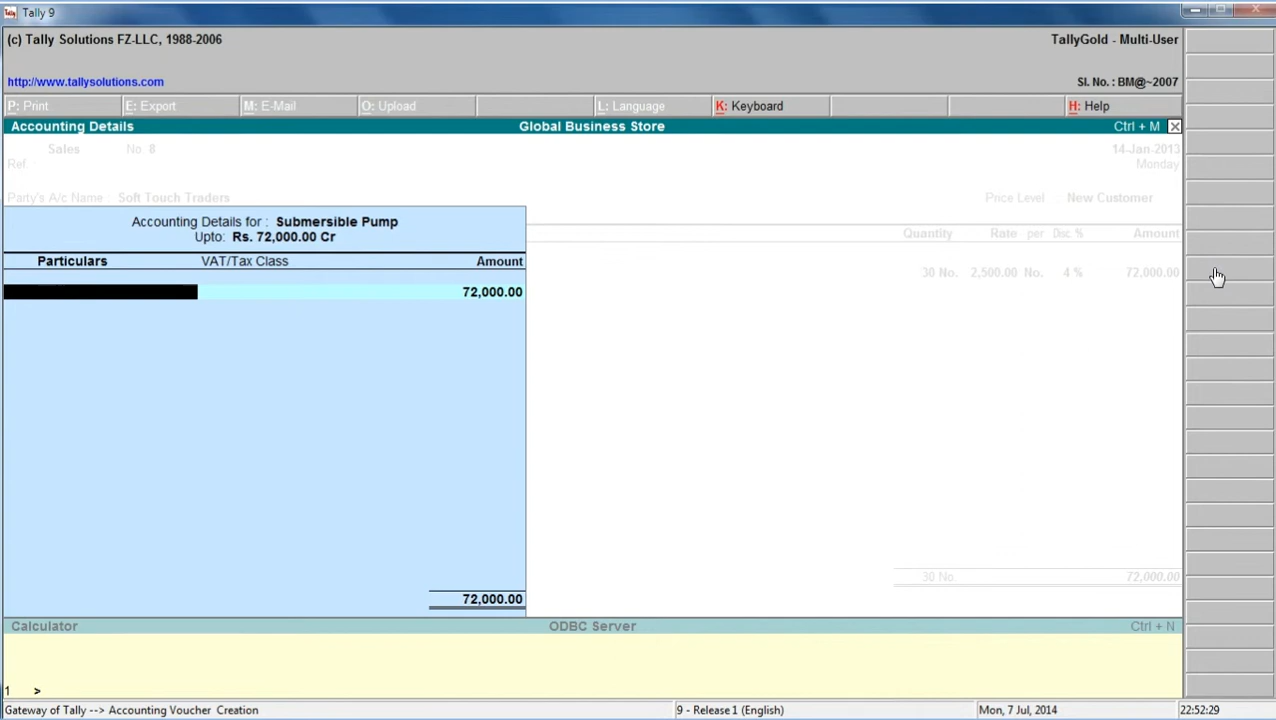 Tally 9
(c) Tally Solutions FZ-LLC, 1988-2006 TallyGold - Multi-User
http://www.tallysolutions.com Sl. No. : BM@~2007
P: Print E: Export M: E-Mail O: Upload L: Language K: Keyboard H: Help
Accounting Details Global Business Store Ctrl + M
Sales No. 8 14-Jan-2013
Ref : Monday
Party's A/c Name : Soft Touch Traders Price Level : New Customer
Accounting Details for : Submersible Pump
Upto: Rs. 72,000.00 Cr
Quantity Rate per Disc. % Amount
Particulars VAT/Tax Class Amount
30 No. 2,500.00 No. 4 % 72,000.00
72,000.00
30 No. 72,000.00
72,000.00
Calculator ODBC Server Ctrl + N
1 >
Gateway of Tally --> Accounting Voucher Creation 9 - Release 1 (English) Mon, 7 Jul, 2014 22:52:29